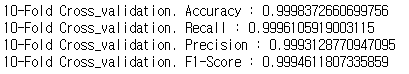 10-Fold Cross_validation. Accuracy : 0.9998372660699756
10-Fold Cross_validation. Recall : 0.9996105919003115
10-Fold Cross_validation. Precision : 0.9993128770947095
10-Fold Cross_validation. F1-Score : 0.9994611807335859